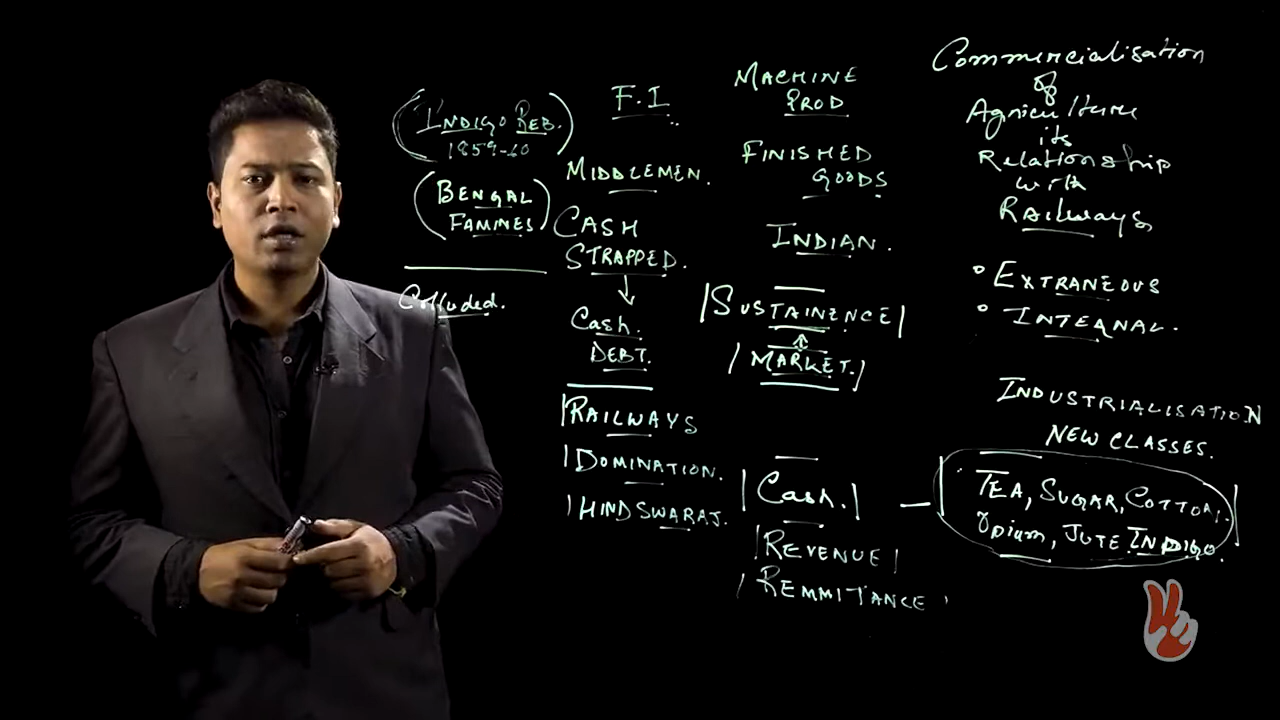 Commercialisation
of
Agriculture
its
Relationship
with
Railways
° EXTRANEOUS
° INTERNAL.
INDUSTRIALISATION
NEW CLASSES.
TEA, SUGAR, COTTON,
Opium, JUTE INDIGO.
MACHINE
PROD
FINISHED
GOODS
INDIAN.
|SUSTAINENCE|
|MARKET.|
|Cash.| —
|REVENUE|
|REMMITANCE|
F.I
MIDDLEMEN.
CASH
STRAPPED.
Cash.
DEBT.
|RAILWAYS
|DOMINATION.
|HINDSWARAJ.
(INDIGO REB.
1859-60)
(BENGAL
FAMINES)
Colluded.